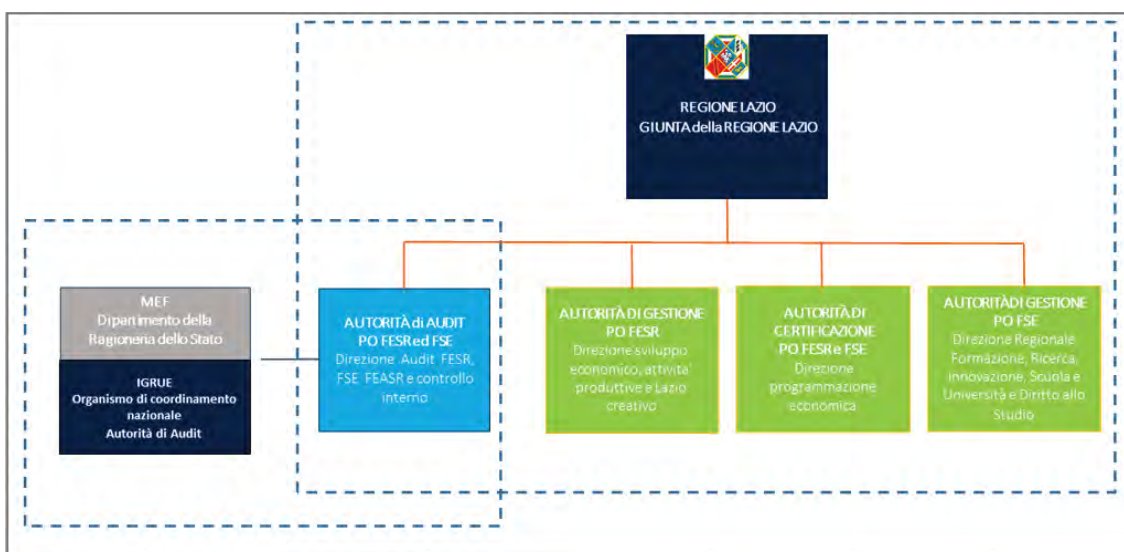 REGIONE LAZIO
GIUNTA della REGIONE LAZIO
MEF
Dipartimento della
Ragioneria dello Stato
IGRUE
Organismo di coordinamento
nazionale
Autorità di Audit
AUTORITÀ di AUDIT
PO FESR ed FSE
Direzione Audit FESR,
FSE FEASR e controllo
interno
AUTORITÀ DI GESTIONE
PO FESR
Direzione sviluppo
economico, attivita'
produttive e Lazio
creativo
AUTORITÀ DI
CERTIFICAZIONE
PO FESR e FSE
Direzione
programmazione
economica
AUTORITÀ DI GESTIONE
PO FSE
Direzione Regionale
Formazione, Ricerca,
innovazione, Scuola e
Università e Diritto allo
Studio